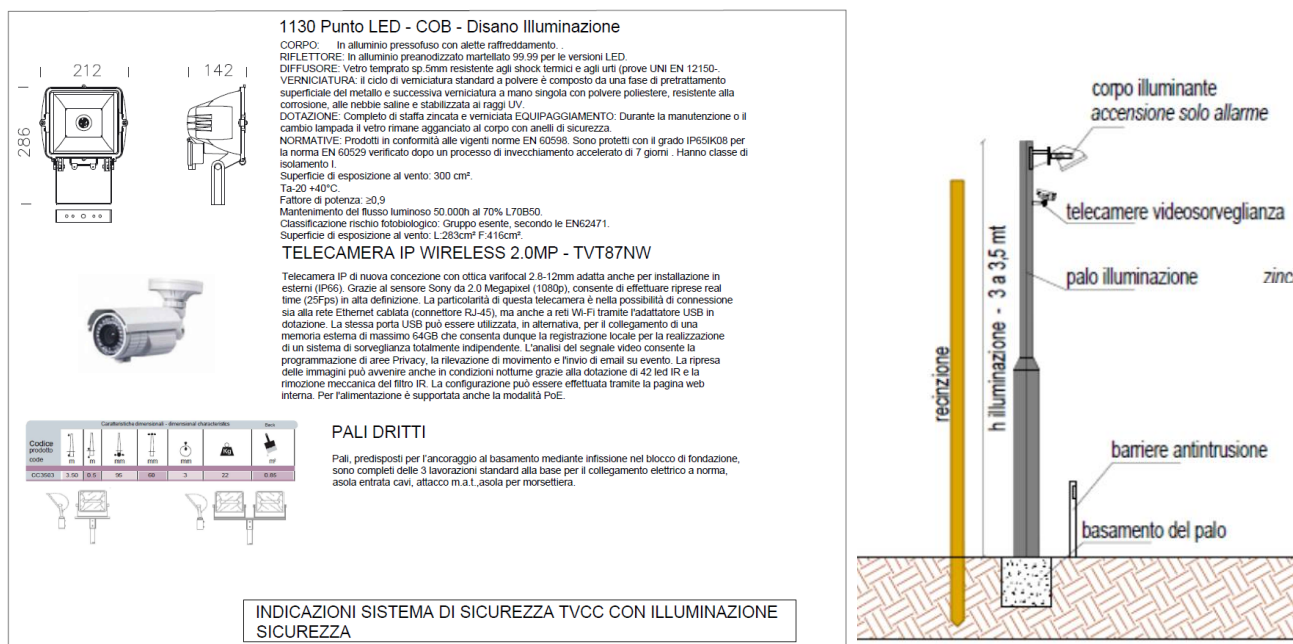 1130 Punto LED - COB - Disano Illuminazione
CORPO: In alluminio pressofuso con alette raffreddamento. .
RIFLETTORE: In alluminio preanodizzato martellato 99.99 per le versioni LED.
DIFFUSORE: Vetro temprato sp.5mm resistente agli shock termici e agli urti (prove UNI EN 12150-.
VERNICIATURA: il ciclo di verniciatura standard a polvere è composto da una fase di pretrattamento
superficiale del metallo e successiva verniciatura a mano singola con polvere poliestere, resistente alla
corrosione, alle nebbie saline e stabilizzata ai raggi UV.
DOTAZIONE: Completo di staffa zincata e verniciata EQUIPAGGIAMENTO: Durante la manutenzione o il
cambio lampada il vetro rimane agganciato al corpo con anelli di sicurezza.
NORMATIVE: Prodotti in conformità alle vigenti norme EN 60598. Sono protetti con il grado IP65IK08 per
la norma EN 60529 verificato dopo un processo di invecchiamento accelerato di 7 giorni . Hanno classe di
isolamento I.
Superficie di esposizione al vento: 300 cm².
Ta-20 +40°C.
Fattore di potenza: ≥0,9
Mantenimento del flusso luminoso 50.000h al 70% L70B50.
Classificazione rischio fotobiologico: Gruppo esente, secondo le EN62471.
Superficie di esposizione al vento: L:283cm² F:416cm².
212
142
286
TELECAMERA IP WIRELESS 2.0MP - TVT87NW
Telecamera IP di nuova concezione con ottica varifocal 2.8-12mm adatta anche per installazione in
esterni (IP66). Grazie al sensore Sony da 2.0 Megapixel (1080p), consente di effettuare riprese real
time (25Fps) in alta definizione. La particolarità di questa telecamera è nella possibilità di connessione
sia alla rete Ethernet cablata (connettore RJ-45), ma anche a reti Wi-Fi tramite l'adattatore USB in
dotazione. La stessa porta USB può essere utilizzata, in alternativa, per il collegamento di una
memoria esterna di massimo 64GB che consenta dunque la registrazione locale per la realizzazione
di un sistema di sorveglianza totalmente indipendente. L'analisi del segnale video consente la
programmazione di aree Privacy, la rilevazione di movimento e l'invio di email su evento. La ripresa
delle immagini può avvenire anche in condizioni notturne grazie alla dotazione di 42 led IR e la
rimozione meccanica del filtro IR. La configurazione può essere effettuata tramite la pagina web
interna. Per l'alimentazione è supportata anche la modalità PoE.
Caratteristiche dimensionali - dimensional characteristics
Codice
prodotto
code
m m mm mm mm Kg m²
CC3503 3.50 0.5 95 60 3 22 0.85
PALI DRITTI
Pali, predisposti per l'ancoraggio al basamento mediante infissione nel blocco di fondazione,
sono completi delle 3 lavorazioni standard alla base per il collegamento elettrico a norma,
asola entrata cavi, attacco m.a.t.,asola per morsettiera.
INDICAZIONI SISTEMA DI SICUREZZA TVCC CON ILLUMINAZIONE
SICUREZZA
corpo illuminante
accensione solo allarme
telecamere videosorveglianza
palo illuminazione zinc
h illuminazione - 3 a 3,5 mt
recinzione
barriere antintrusione
basamento del palo